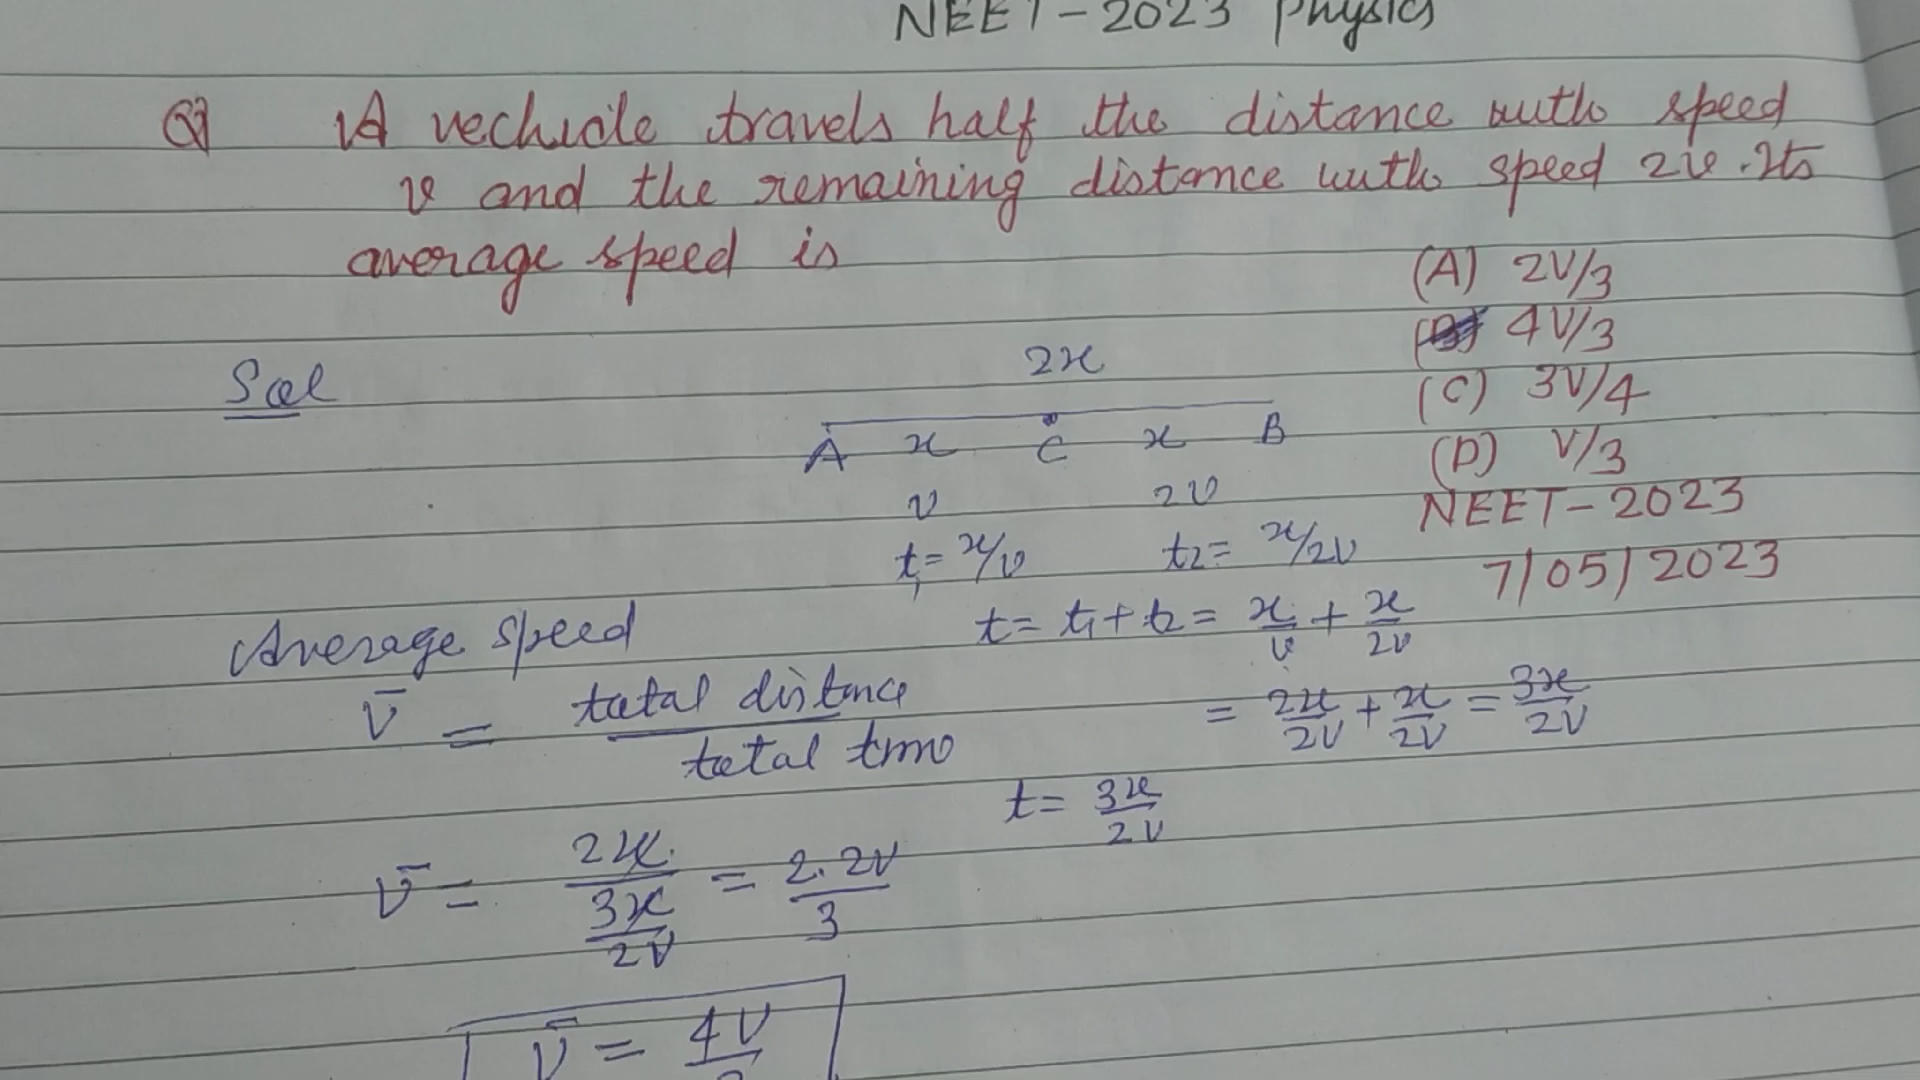 NEET-2023 Physics
Q A vechicle travels half the distance with speed
v and the remaining distance with speed 2v. Its
average speed is
(A) 2V/3
(B) 4V/3
(C) 3V/4
(D) V/3
NEET-2023
7/05/2023
Sol
2x
A x C x B
v 2v
t1 = x/v t2 = x/2v
t = t1 + t2 = x/v + x/2v
= 2x/2v + x/2v = 3x/2v
t = 3x/2v
Average speed
v̄ = total distance / total time
v̄ = 2x / (3x/2v) = 2.2v/3
v̄ = 4v